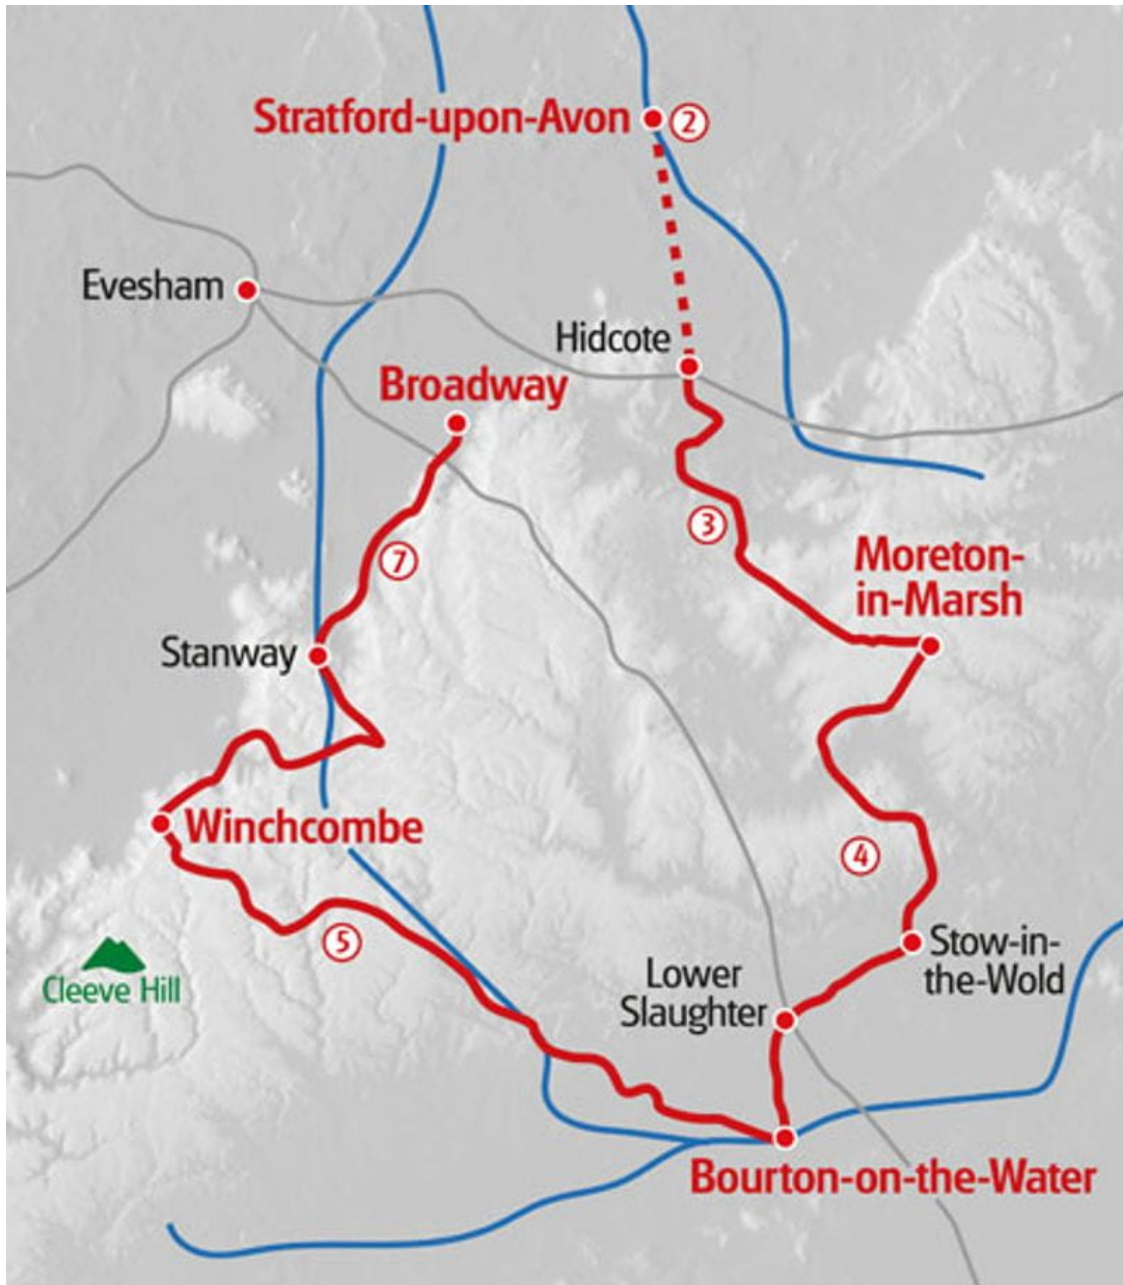 Stratford-upon-Avon
2
Evesham
Hidcote
Broadway
3
7
Moreton-
in-Marsh
Stanway
Winchcombe
4
5
Stow-in-
the-Wold
Lower
Slaughter
Cleeve Hill
Bourton-on-the-Water